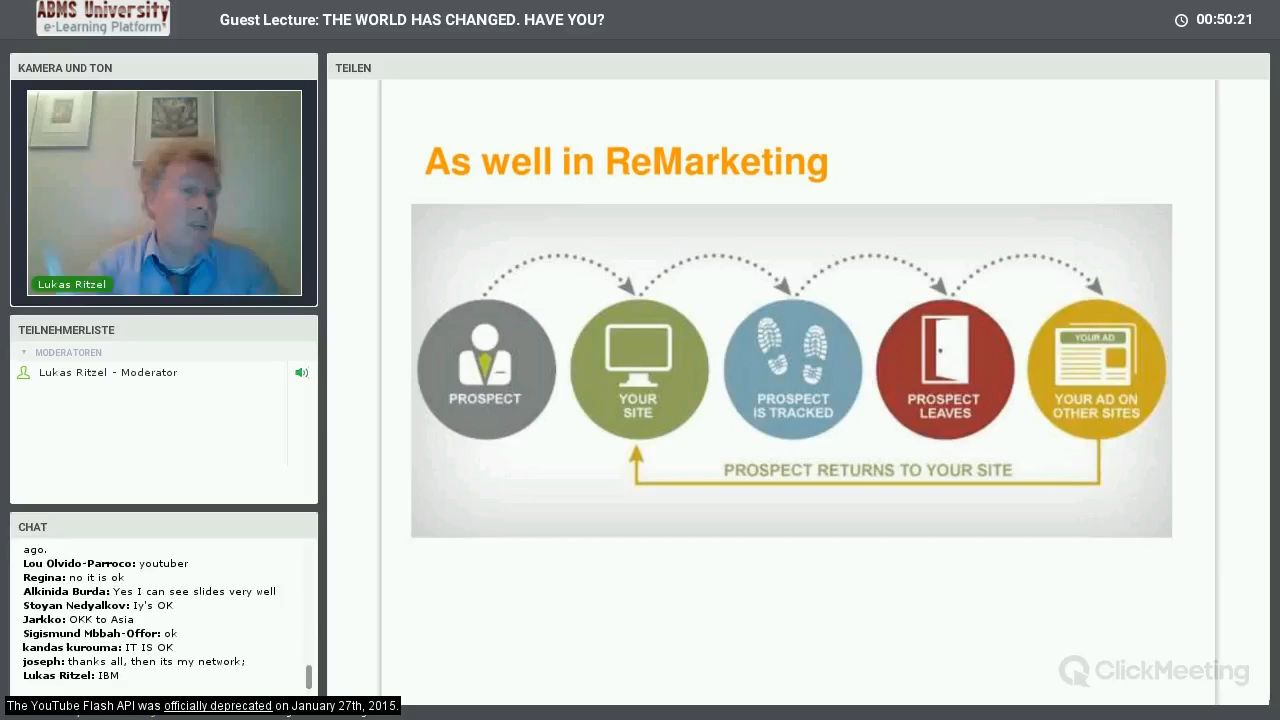 ABMS University
e-Learning Platform
Guest Lecture: THE WORLD HAS CHANGED. HAVE YOU?
00:50:21
KAMERA UND TON
Lukas Ritzel
TEILNEHMERLISTE
MODERATOREN
Lukas Ritzel - Moderator
CHAT
ago.
Lou Olvido-Parroco: youtuber
Regina: no it is ok
Alkinida Burda: Yes I can see slides very well
Stoyan Nedyalkov: Iy's OK
Jarkko: OKK to Asia
Sigismund Mbbah-Offor: ok
kandas kurouma: IT IS OK
joseph: thanks all, then its my network;
Lukas Ritzel: IBM
The YouTube Flash API was officially deprecated on January 27th, 2015.
TEILEN
As well in ReMarketing
PROSPECT
YOUR
SITE
PROSPECT
IS TRACKED
PROSPECT
LEAVES
YOUR AD
YOUR AD ON
OTHER SITES
PROSPECT RETURNS TO YOUR SITE
ClickMeeting